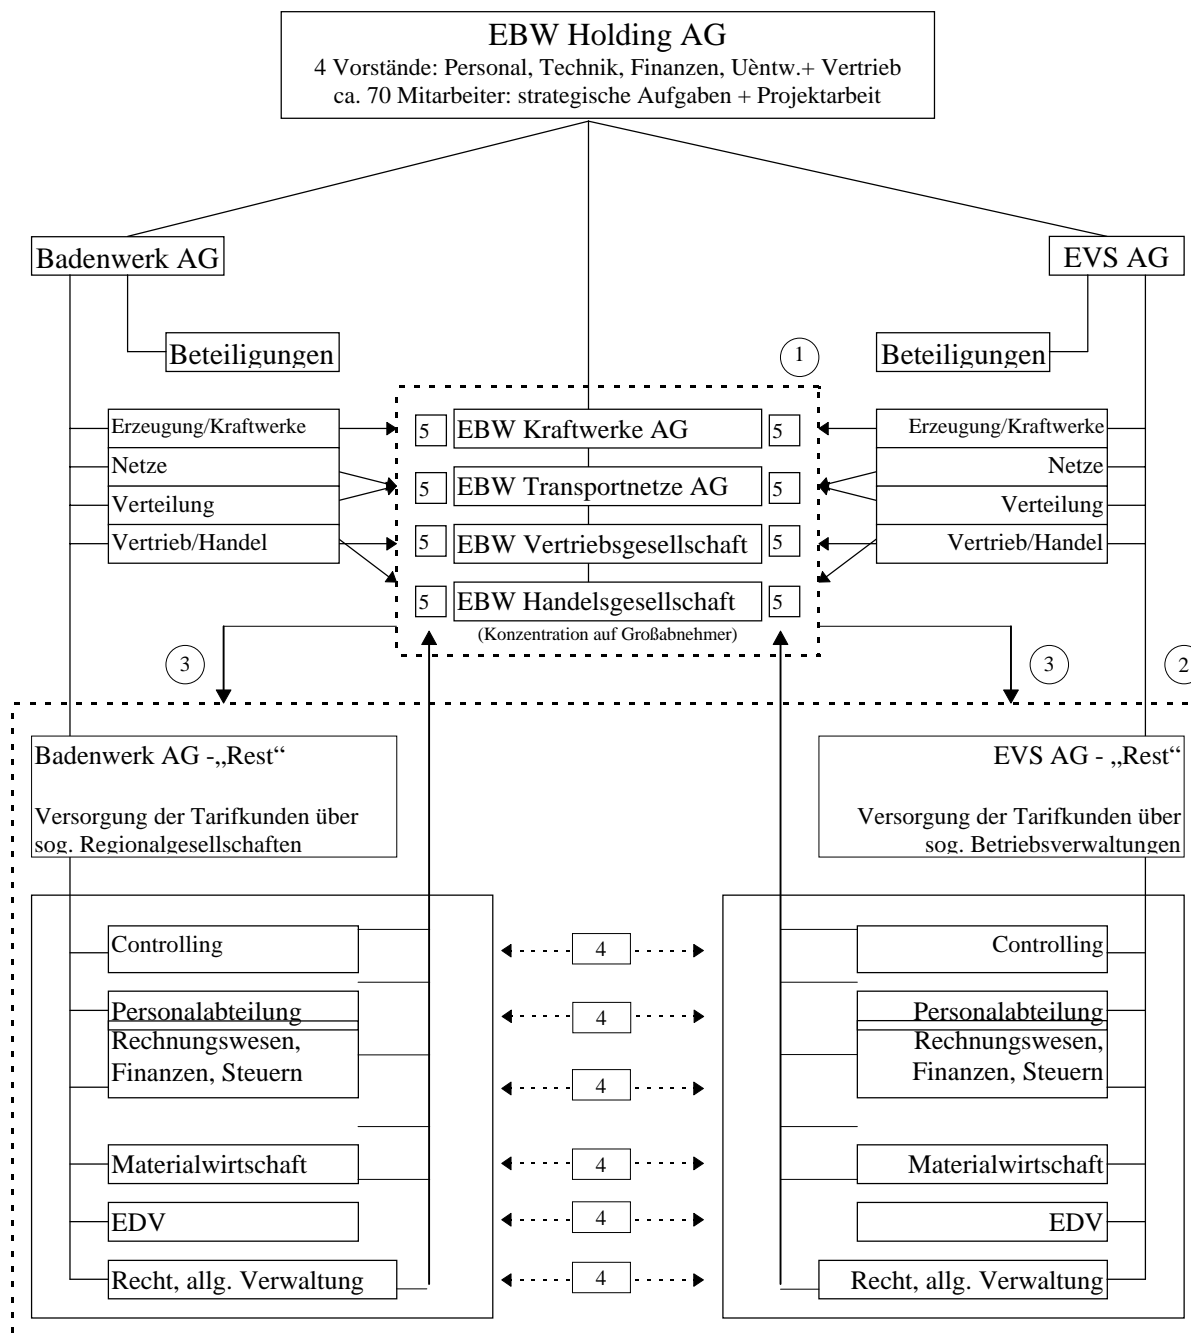 EBW Holding AG
4 Vorstände: Personal, Technik, Finanzen, Uèntw.+ Vertrieb
ca. 70 Mitarbeiter: strategische Aufgaben + Projektarbeit
Badenwerk AG
EVS AG
Beteiligungen
1
Beteiligungen
Erzeugung/Kraftwerke
5
EBW Kraftwerke AG
5
Erzeugung/Kraftwerke
Netze
5
EBW Transportnetze AG
5
Netze
Verteilung
Verteilung
Vertrieb/Handel
5
EBW Vertriebsgesellschaft
5
Vertrieb/Handel
5
EBW Handelsgesellschaft
5
(Konzentration auf Großabnehmer)
3
3
2
Badenwerk AG -„Rest“
Versorgung der Tarifkunden über
sog. Regionalgesellschaften
EVS AG - „Rest“
Versorgung der Tarifkunden über
sog. Betriebsverwaltungen
Controlling
4
Controlling
Personalabteilung
4
Personalabteilung
Rechnungswesen,
Finanzen, Steuern
4
Rechnungswesen,
Finanzen, Steuern
Materialwirtschaft
4
Materialwirtschaft
EDV
4
EDV
Recht, allg. Verwaltung
4
Recht, allg. Verwaltung